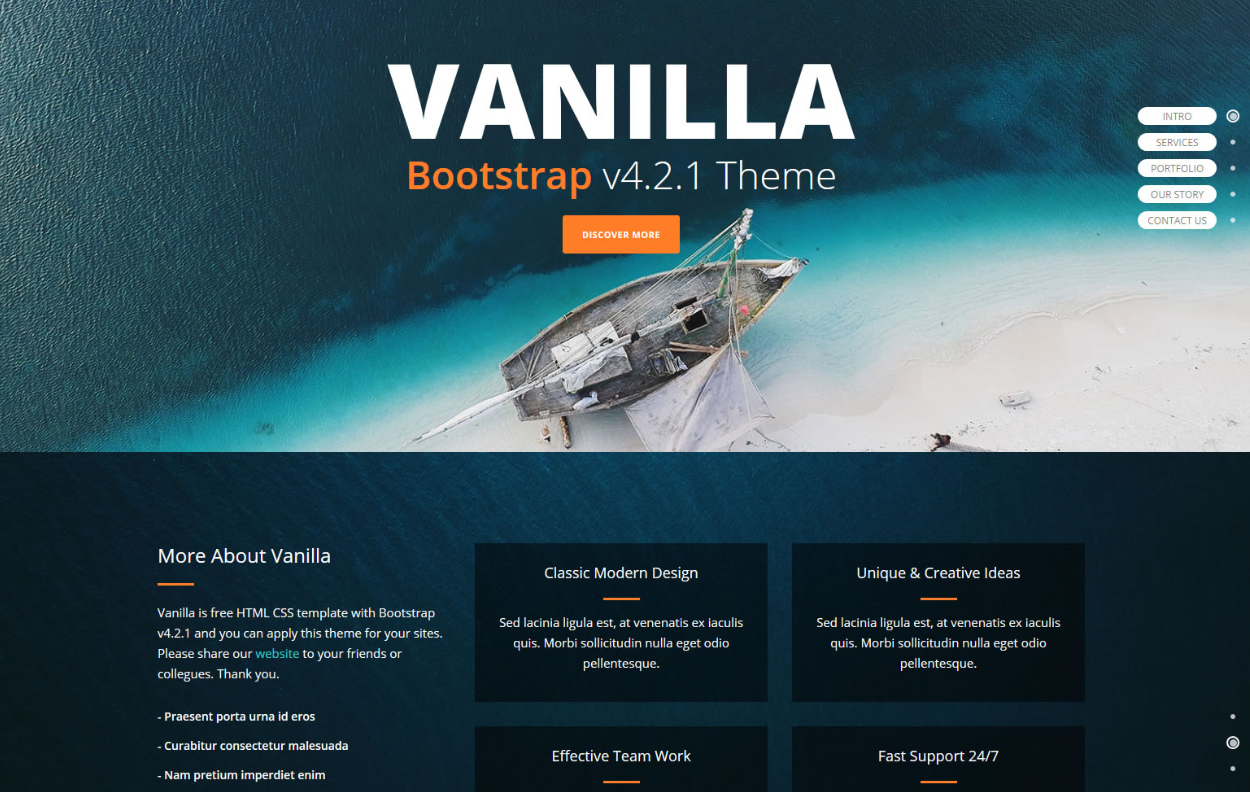 VANILLA
Bootstrap v4.2.1 Theme
DISCOVER MORE
INTRO
SERVICES
PORTFOLIO
OUR STORY
CONTACT US
More About Vanilla
Vanilla is free HTML CSS template with Bootstrap
v4.2.1 and you can apply this theme for your sites.
Please share our website to your friends or
collegues. Thank you.
- Praesent porta urna id eros
- Curabitur consectetur malesuada
- Nam pretium imperdiet enim
Classic Modern Design
Sed lacinia ligula est, at venenatis ex iaculis
quis. Morbi sollicitudin nulla eget odio
pellentesque.
Unique & Creative Ideas
Sed lacinia ligula est, at venenatis ex iaculis
quis. Morbi sollicitudin nulla eget odio
pellentesque.
Effective Team Work
Fast Support 24/7